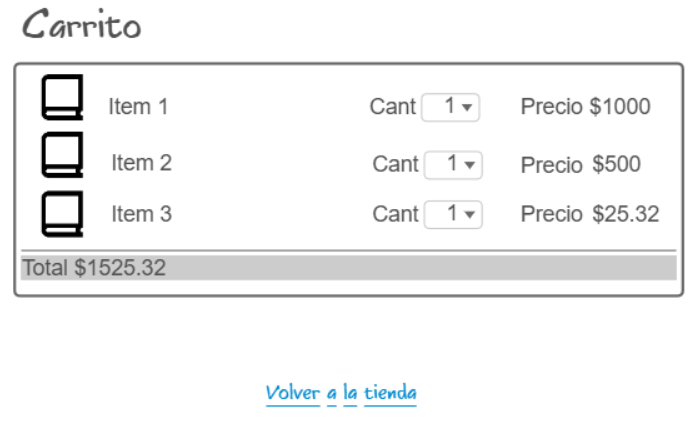 Carrito
Item 1 Cant 1 Precio $1000
Item 2 Cant 1 Precio $500
Item 3 Cant 1 Precio $25.32
Total $1525.32
Volver a la tienda